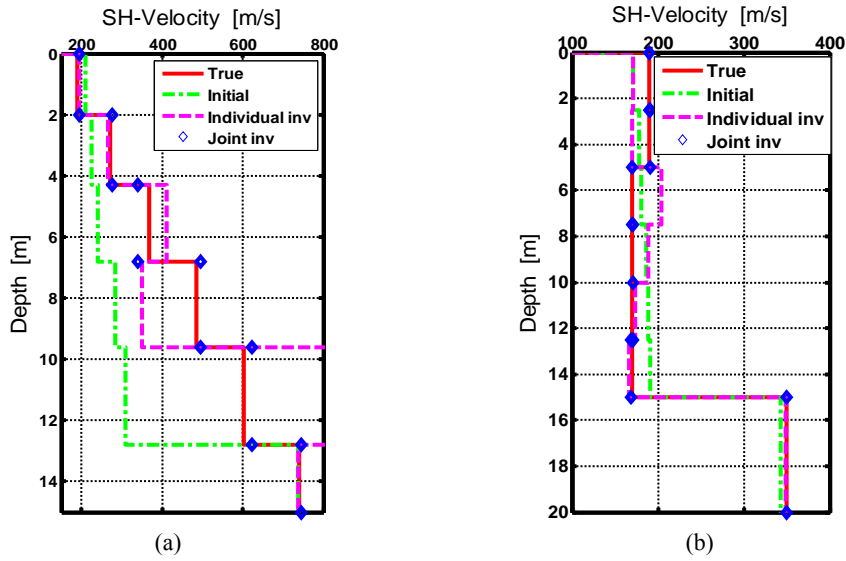 SH-Velocity [m/s]
200 400 600 800
0
2
4
6
8
10
12
14
Depth [m]
True
Initial
Individual inv
Joint inv
(a)
SH-Velocity [m/s]
100 200 300 400
0
2
4
6
8
10
12
14
16
18
20
Depth [m]
True
Initial
Individual inv
Joint inv
(b)